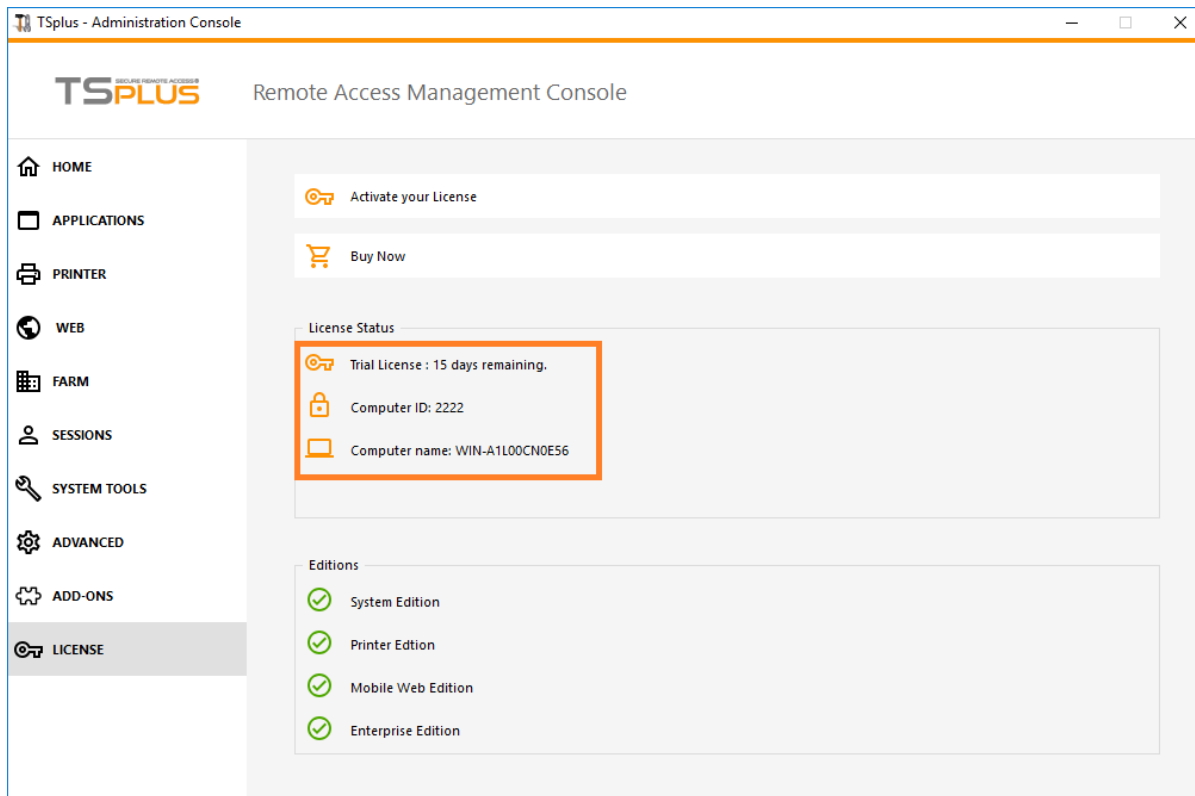 TSplus - Administration Console
TSPLUS SECURE REMOTE ACCESS®
Remote Access Management Console
HOME
APPLICATIONS
PRINTER
WEB
FARM
SESSIONS
SYSTEM TOOLS
ADVANCED
ADD-ONS
LICENSE
Activate your License
Buy Now
License Status
Trial License : 15 days remaining.
Computer ID: 2222
Computer name: WIN-A1L00CN0E56
Editions
System Edition
Printer Edtion
Mobile Web Edition
Enterprise Edition